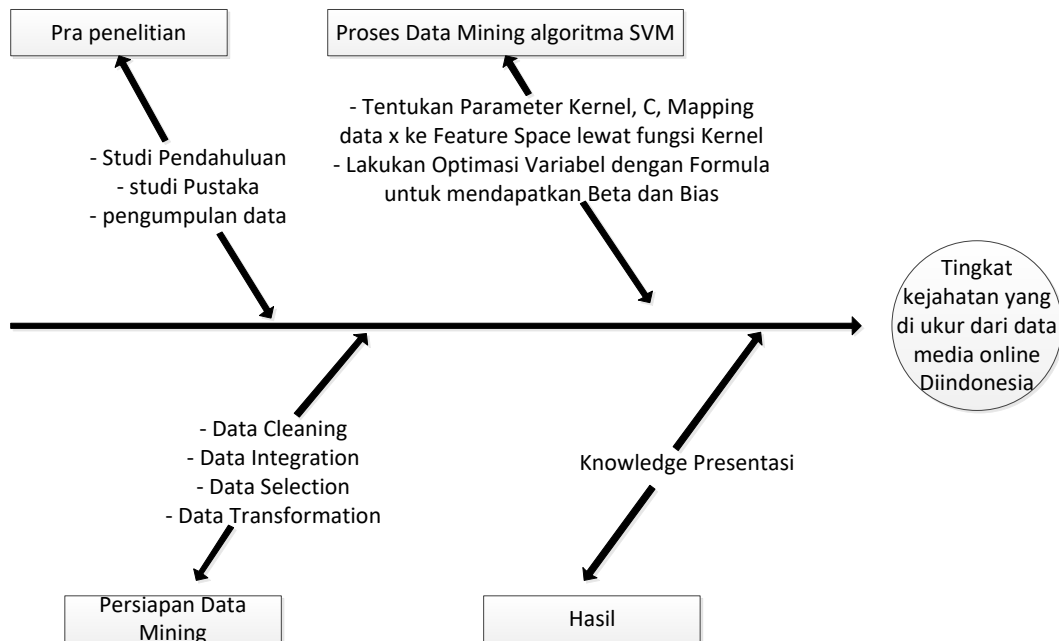 Pra penelitian
Proses Data Mining algoritma SVM
- Studi Pendahuluan
- studi Pustaka
- pengumpulan data
- Tentukan Parameter Kernel, C, Mapping
data x ke Feature Space lewat fungsi Kernel
- Lakukan Optimasi Variabel dengan Formula
untuk mendapatkan Beta dan Bias
Tingkat
kejahatan yang
di ukur dari data
media online
Diindonesia
- Data Cleaning
- Data Integration
- Data Selection
- Data Transformation
Knowledge Presentasi
Persiapan Data
Mining
Hasil